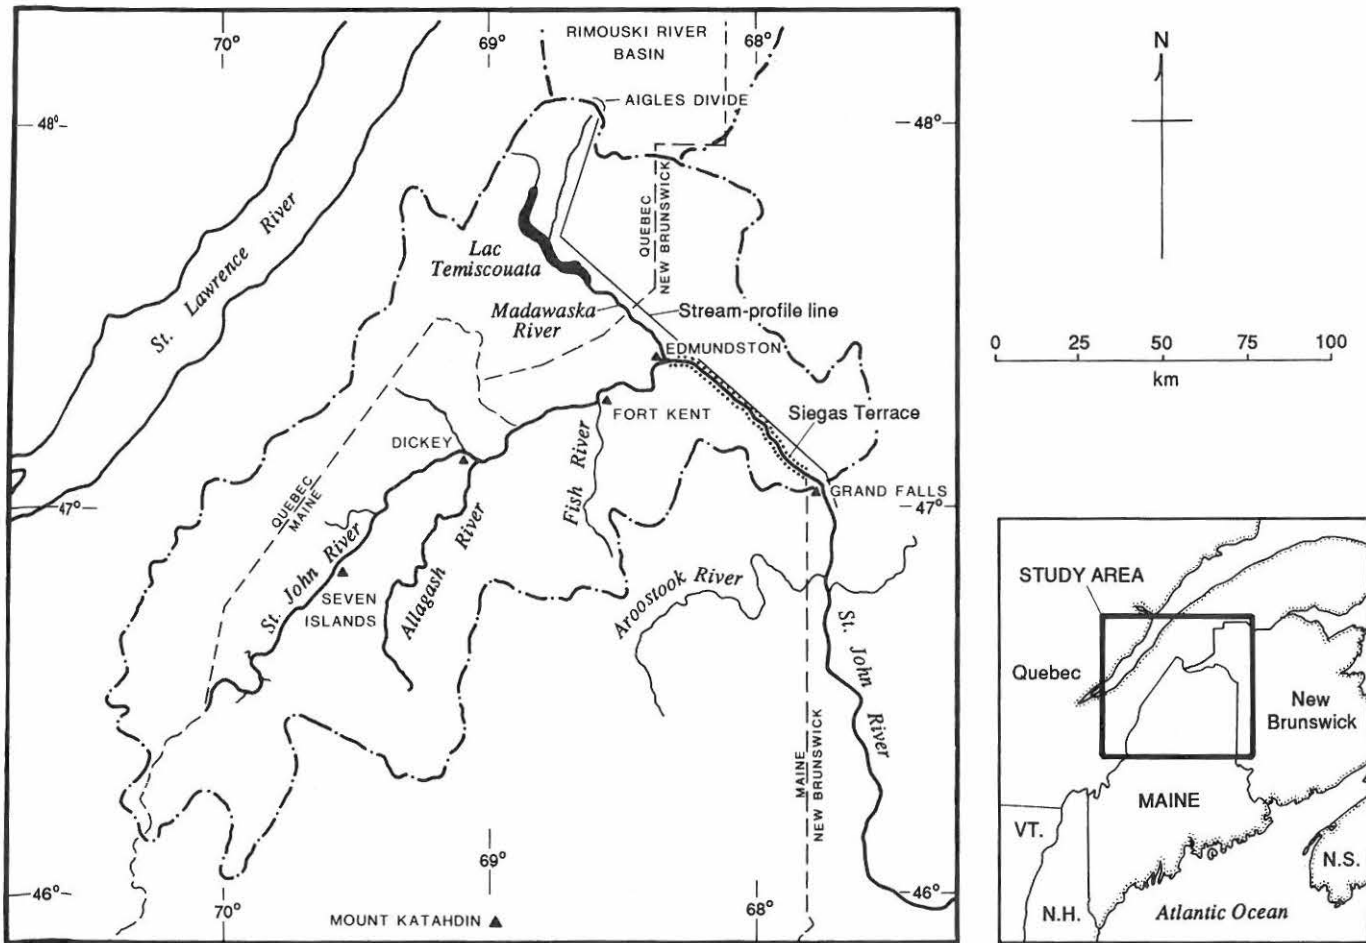 70°
69°
68°
RIMOUSKI RIVER
BASIN
AIGLES DIVIDE
48°
48°
QUEBEC
NEW BRUNSWICK
St. Lawrence River
Lac
Temiscouata
Madawaska
River
Stream-profile line
EDMUNDSTON
FORT KENT
Siegas Terrace
DICKEY
Fish River
GRAND FALLS
47°
47°
QUEBEC
MAINE
St. John River
Allagash River
SEVEN
ISLANDS
Aroostook River
St. John River
MAINE
NEW BRUNSWICK
69°
46°
46°
70°
68°
MOUNT KATAHDIN
N
0 25 50 75 100
km
STUDY AREA
Quebec
New
Brunswick
MAINE
VT.
N.H.
N.S.
Atlantic Ocean